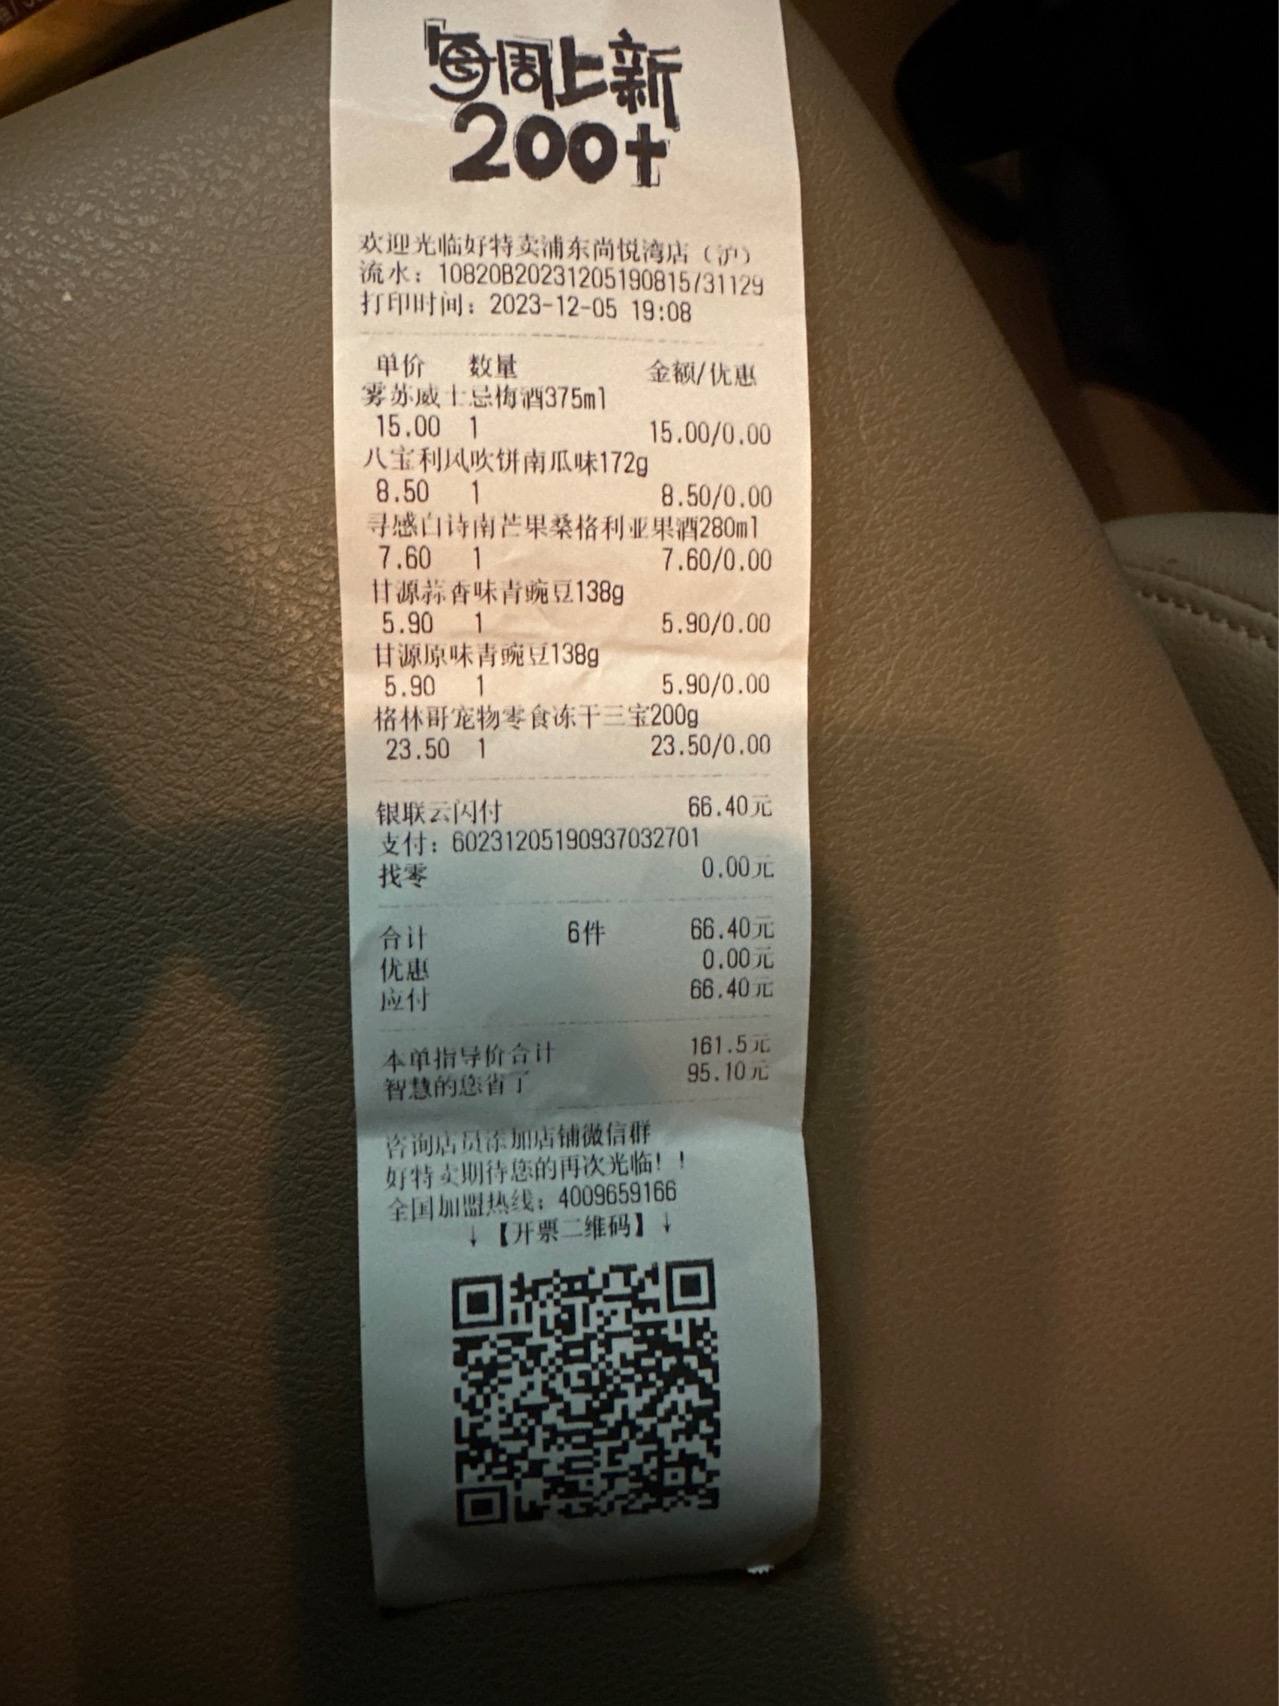 每周上新
200+
欢迎光临好特卖浦东尚悦湾店（沪）
流水：10820B20231205190815731129
打印时间：2023-12-05 19:08
单价 数量 金额/优惠
雾苏威士忌梅酒375ml
15.00 1 15.00/0.00
八宝利风吹饼南瓜味172g
8.50 1 8.50/0.00
寻感白诗南芒果桑格利亚果酒280ml
7.60 1 7.60/0.00
甘源蒜香味青豌豆138g
5.90 1 5.90/0.00
甘源原味青豌豆138g
5.90 1 5.90/0.00
格林哥宠物零食冻干三宝200g
23.50 1 23.50/0.00
银联云闪付 66.40元
支付：60231205190937032701
找零 0.00元
合计 6件 66.40元
优惠 0.00元
应付 66.40元
本单指导价合计 161.5元
智慧的您省了 95.10元
咨询店员添加店铺微信群
好特卖期待您的再次光临！！
全国加盟热线：4009659166
↓【开票二维码】↓